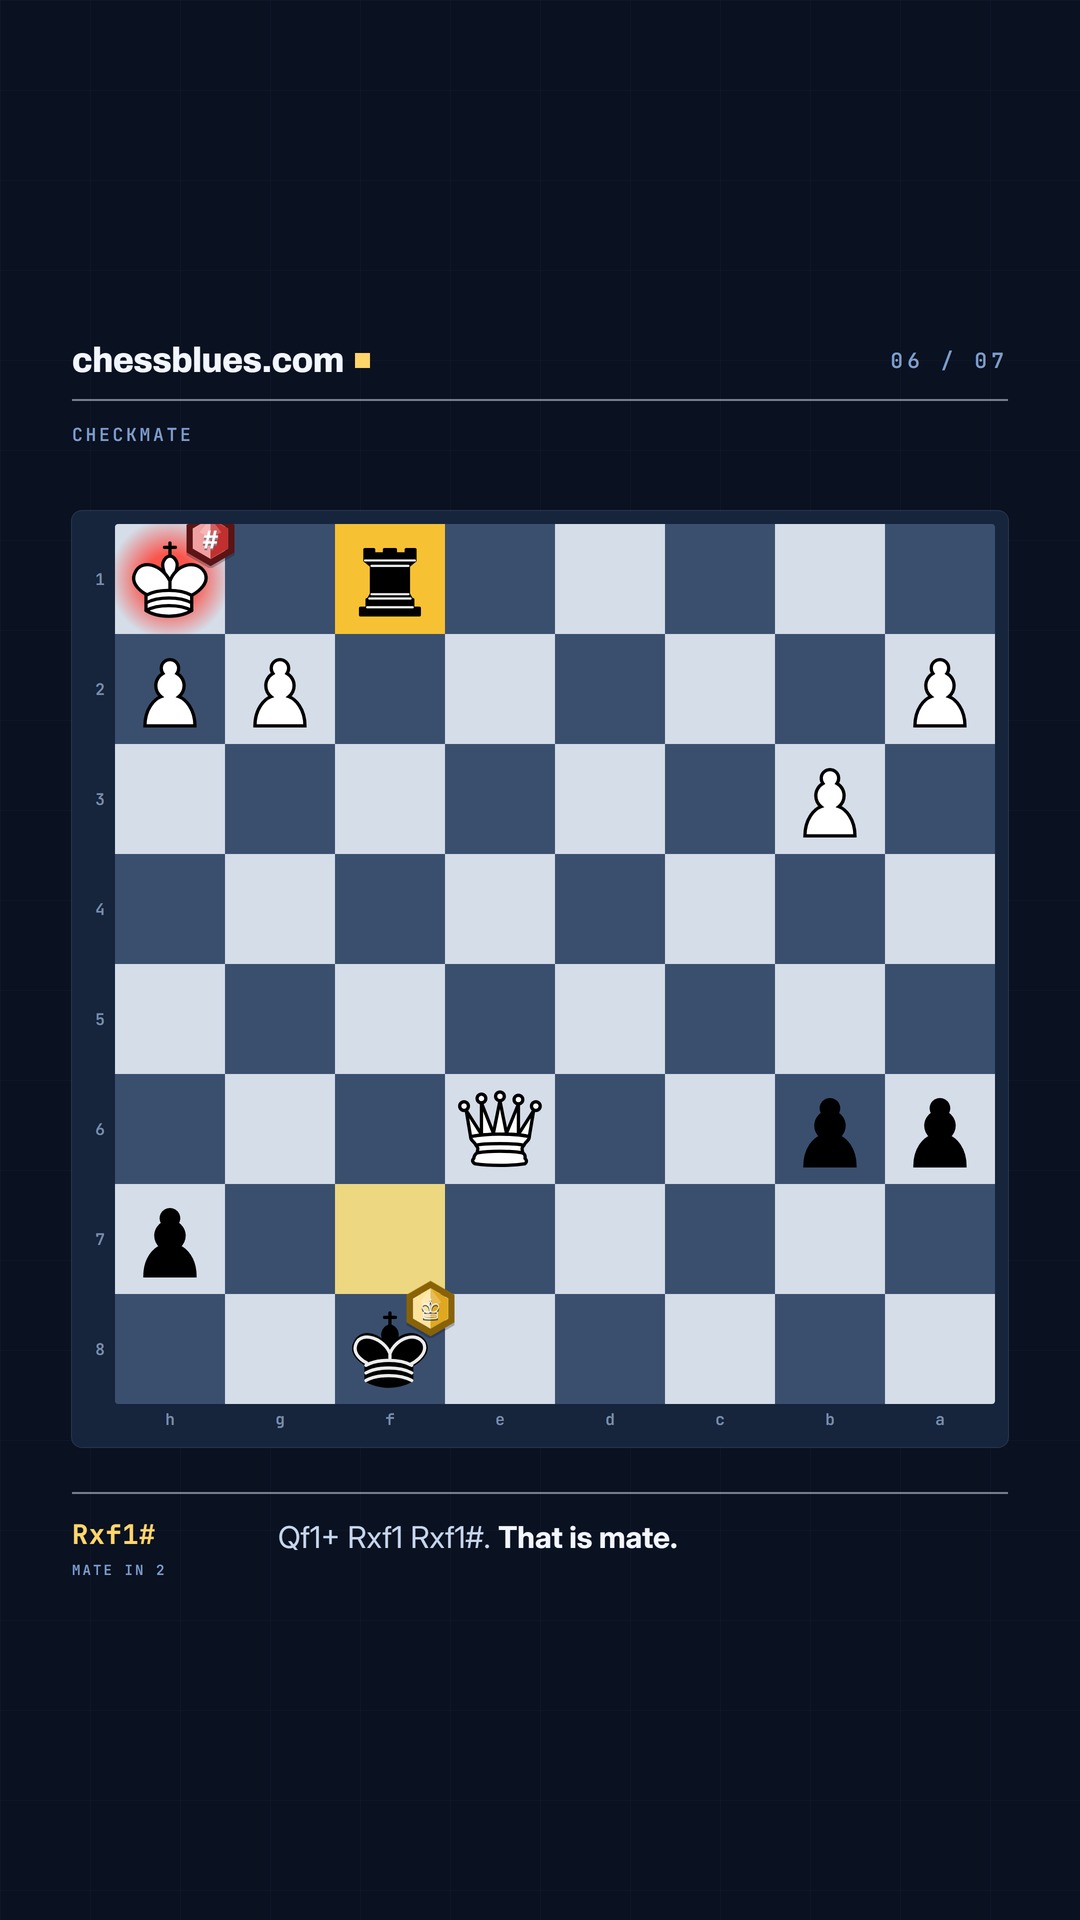 chessblues.com
06 / 07
CHECKMATE
#
1
2
3
4
5
6
7
8
h g f e d c b a
Rxf1# Qf1+ Rxf1 Rxf1#. That is mate.
MATE IN 2